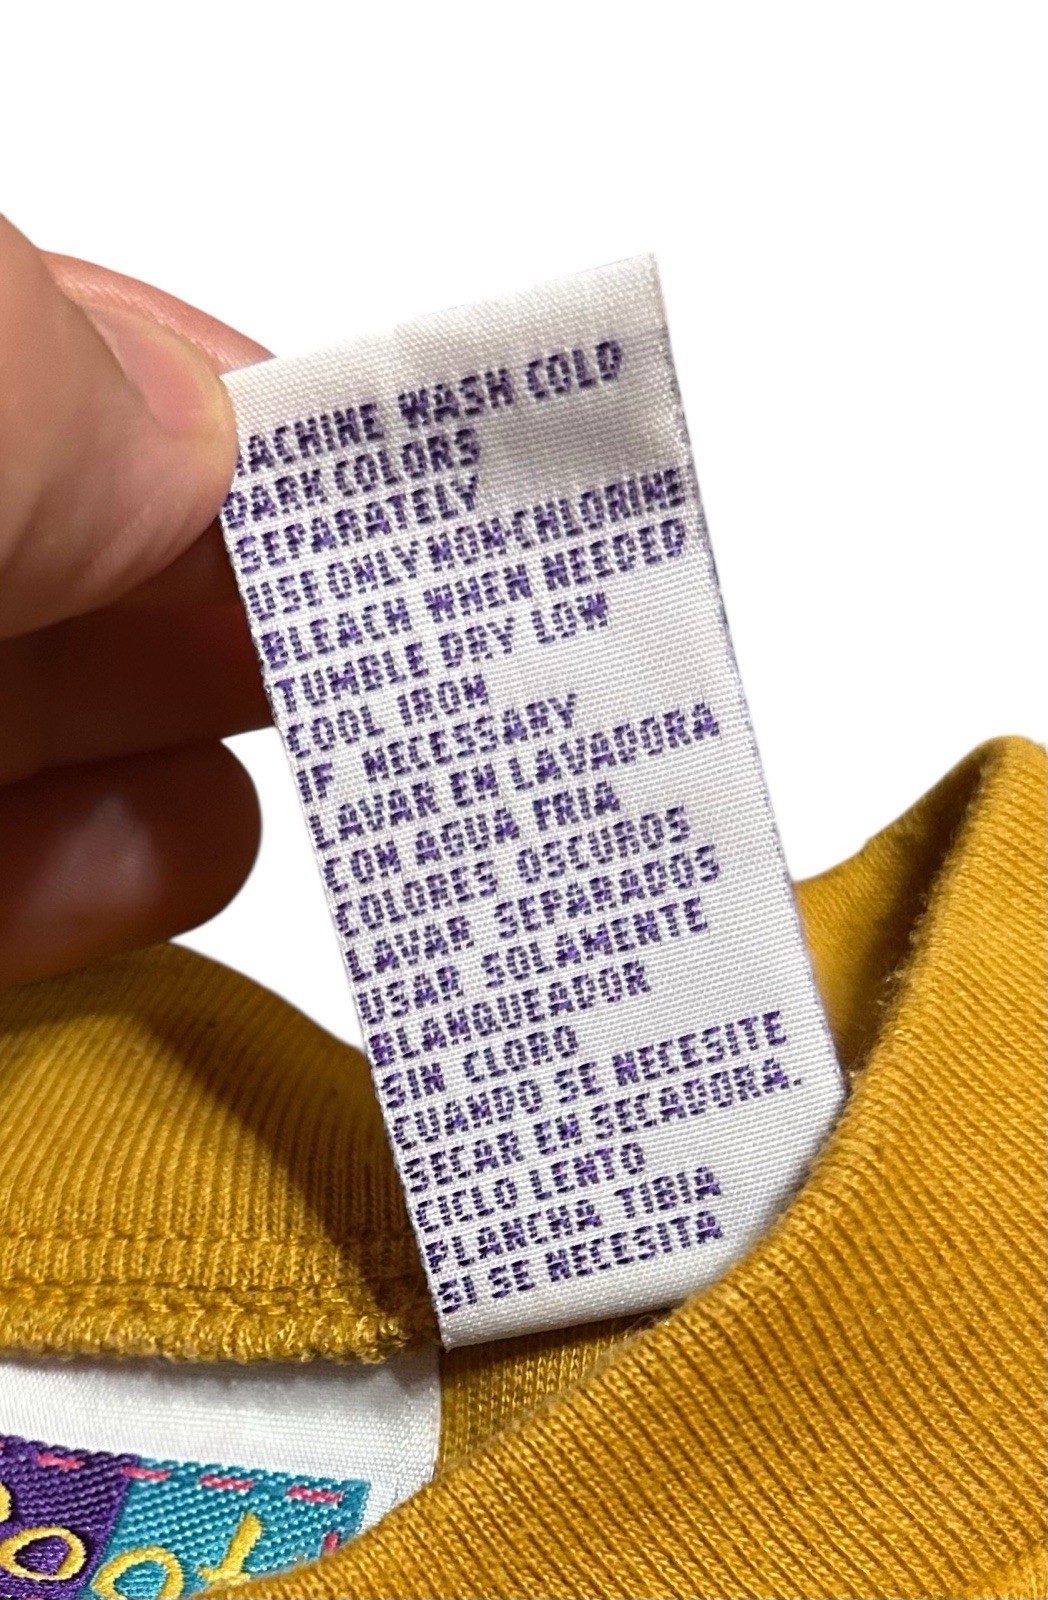 MACHINE WASH COLD
DARK COLORS
SEPARATELY
USE ONLY NON-CHLORINE
BLEACH WHEN NEEDED
TUMBLE DRY LOW
COOL IRON
IF NECESSARY
LAVAR EN LAVADORA
CON AGUA FRIA
COLORES OSCUROS
LAVAR SEPARADOS
USAR SOLAMENTE
BLANQUEADOR
SIN CLORO
CUANDO SE NECESITE
SECAR EN SECADORA.
CICLO LENTO
PLANCHA TIBIA
SI SE NECESITA